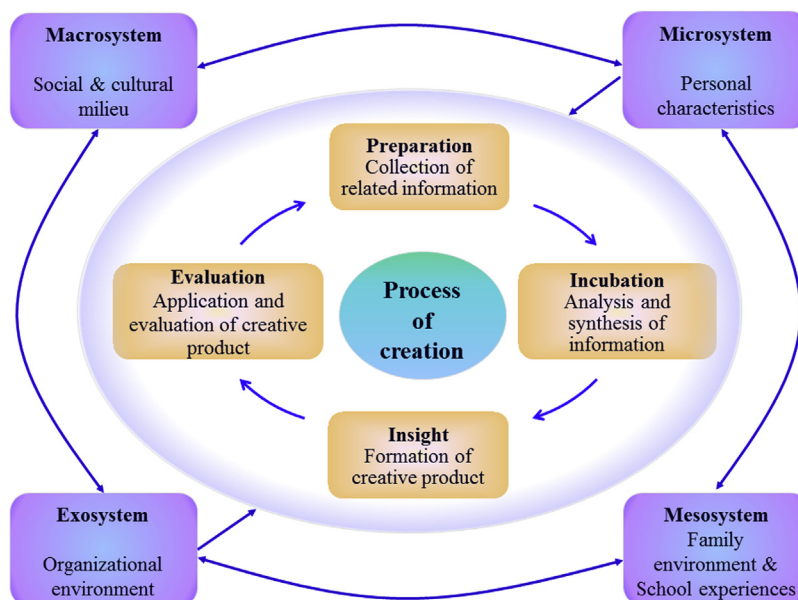 Macrosystem
Social & cultural
milieu
Microsystem
Personal
characteristics
Preparation
Collection of
related information
Evaluation
Application and
evaluation of creative
product
Process
of
creation
Incubation
Analysis and
synthesis of
information
Insight
Formation of
creative product
Exosystem
Organizational
environment
Mesosystem
Family
environment &
School experiences